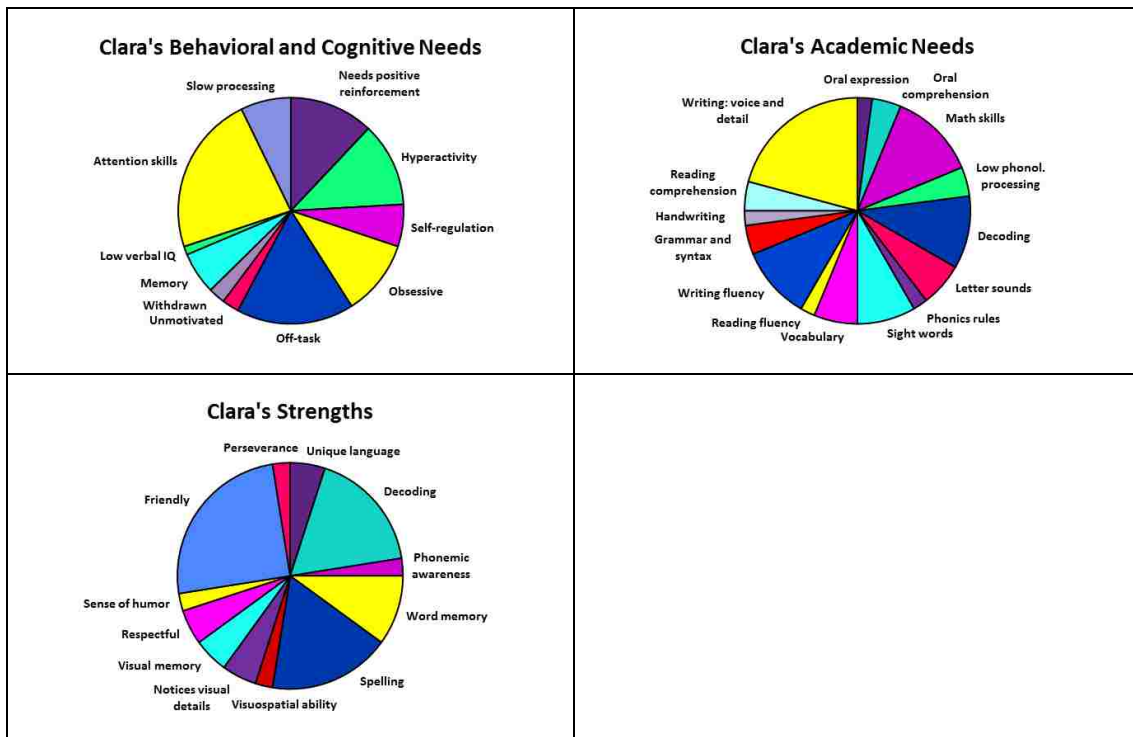 Clara's Behavioral and Cognitive Needs
Slow processing
Needs positive
reinforcement
Attention skills
Hyperactivity
Self-regulation
Low verbal IQ
Memory
Obsessive
Withdrawn
Unmotivated
Off-task
Clara's Academic Needs
Oral expression
Oral
comprehension
Writing: voice and
detail
Math skills
Low phonol.
processing
Reading
comprehension
Handwriting
Decoding
Grammar and
syntax
Letter sounds
Writing fluency
Phonics rules
Reading fluency
Sight words
Vocabulary
Clara's Strengths
Perseverance
Unique language
Friendly
Decoding
Phonemic
awareness
Sense of humor
Word memory
Respectful
Visual memory
Spelling
Notices visual
details
Visuospatial ability